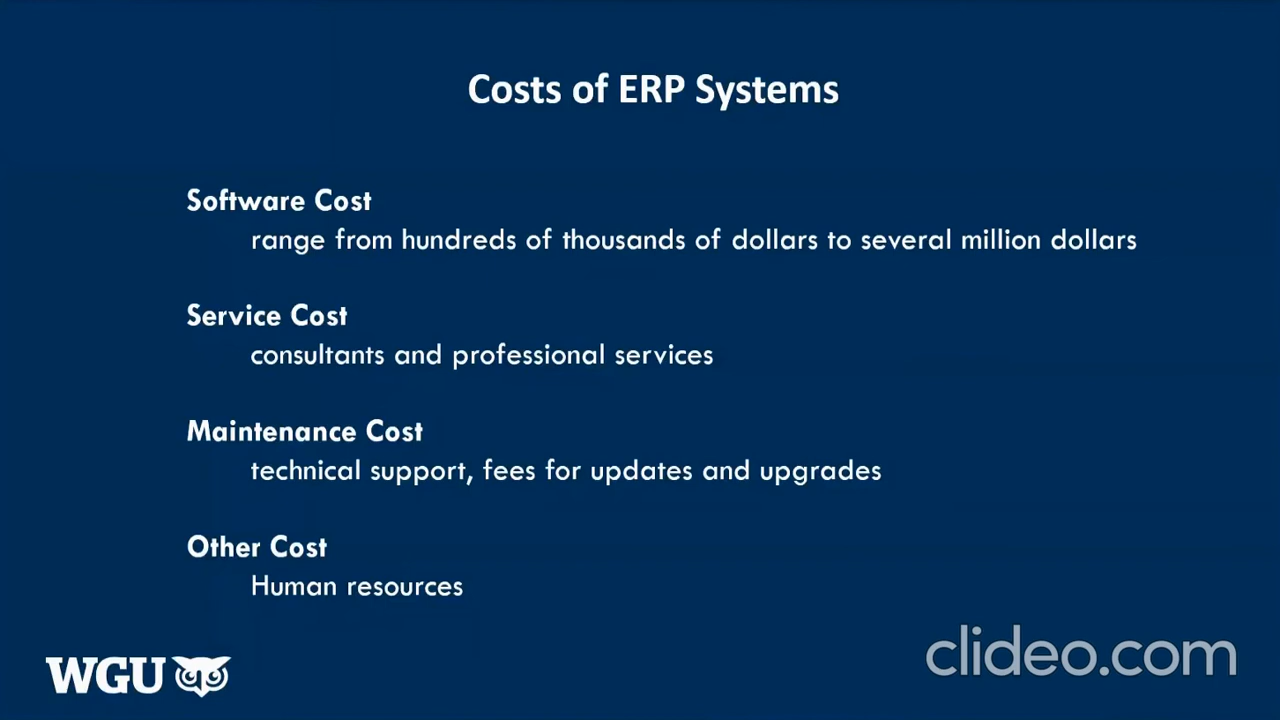 Costs of ERP Systems
Software Cost
range from hundreds of thousands of dollars to several million dollars
Service Cost
consultants and professional services
Maintenance Cost
technical support, fees for updates and upgrades
Other Cost
Human resources
WGU
clideo.com